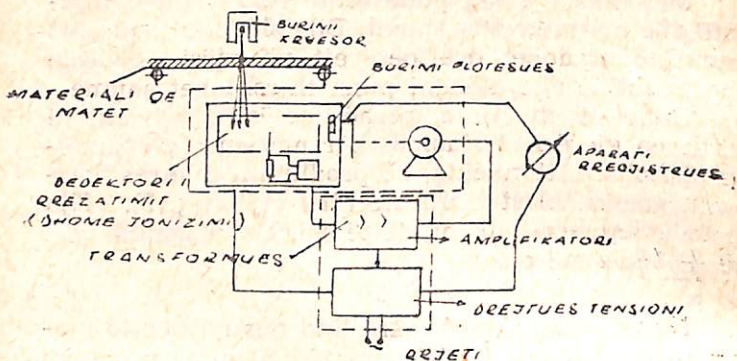 BURIMI
KRYESOR
BURIMI PLOTESUES
MATERIALI QE
MATET
APARATI
RREGJISTRUES
DEDEKTORI I
RREZATIMIT
(DHOME JONIZIMI)
AMPLIFIKATORI
TRANSFORMUES
DREJTUES TENSIONI
RRJETI